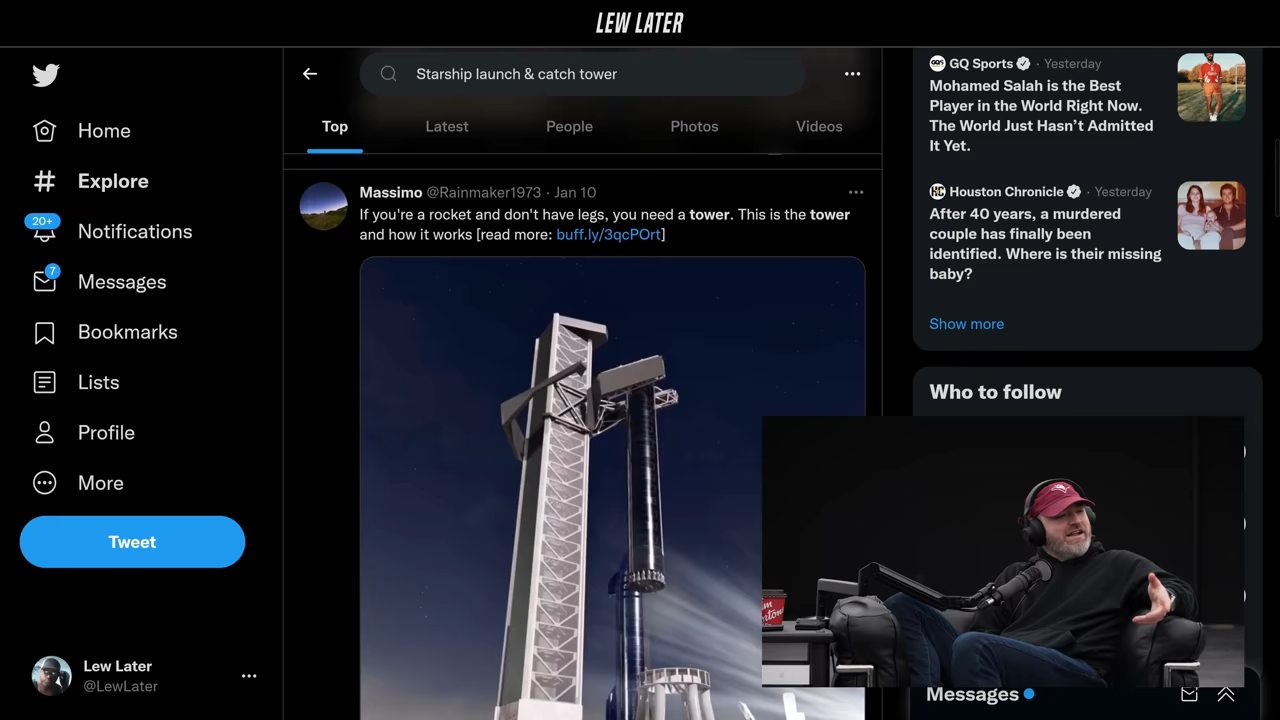 LEW LATER
Home
Explore
20+
Notifications
7
Messages
Bookmarks
Lists
Profile
More
Tweet
Lew Later
@LewLater
Starship launch & catch tower
Top
Latest
People
Photos
Videos
Massimo @Rainmaker1973 · Jan 10
If you're a rocket and don't have legs, you need a tower. This is the tower
and how it works [read more: buff.ly/3qcPOrt]
GQ Sports · Yesterday
Mohamed Salah is the Best
Player in the World Right Now.
The World Just Hasn’t Admitted
It Yet.
Houston Chronicle · Yesterday
After 40 years, a murdered
couple has finally been
identified. Where is their missing
baby?
Show more
Who to follow
Messages